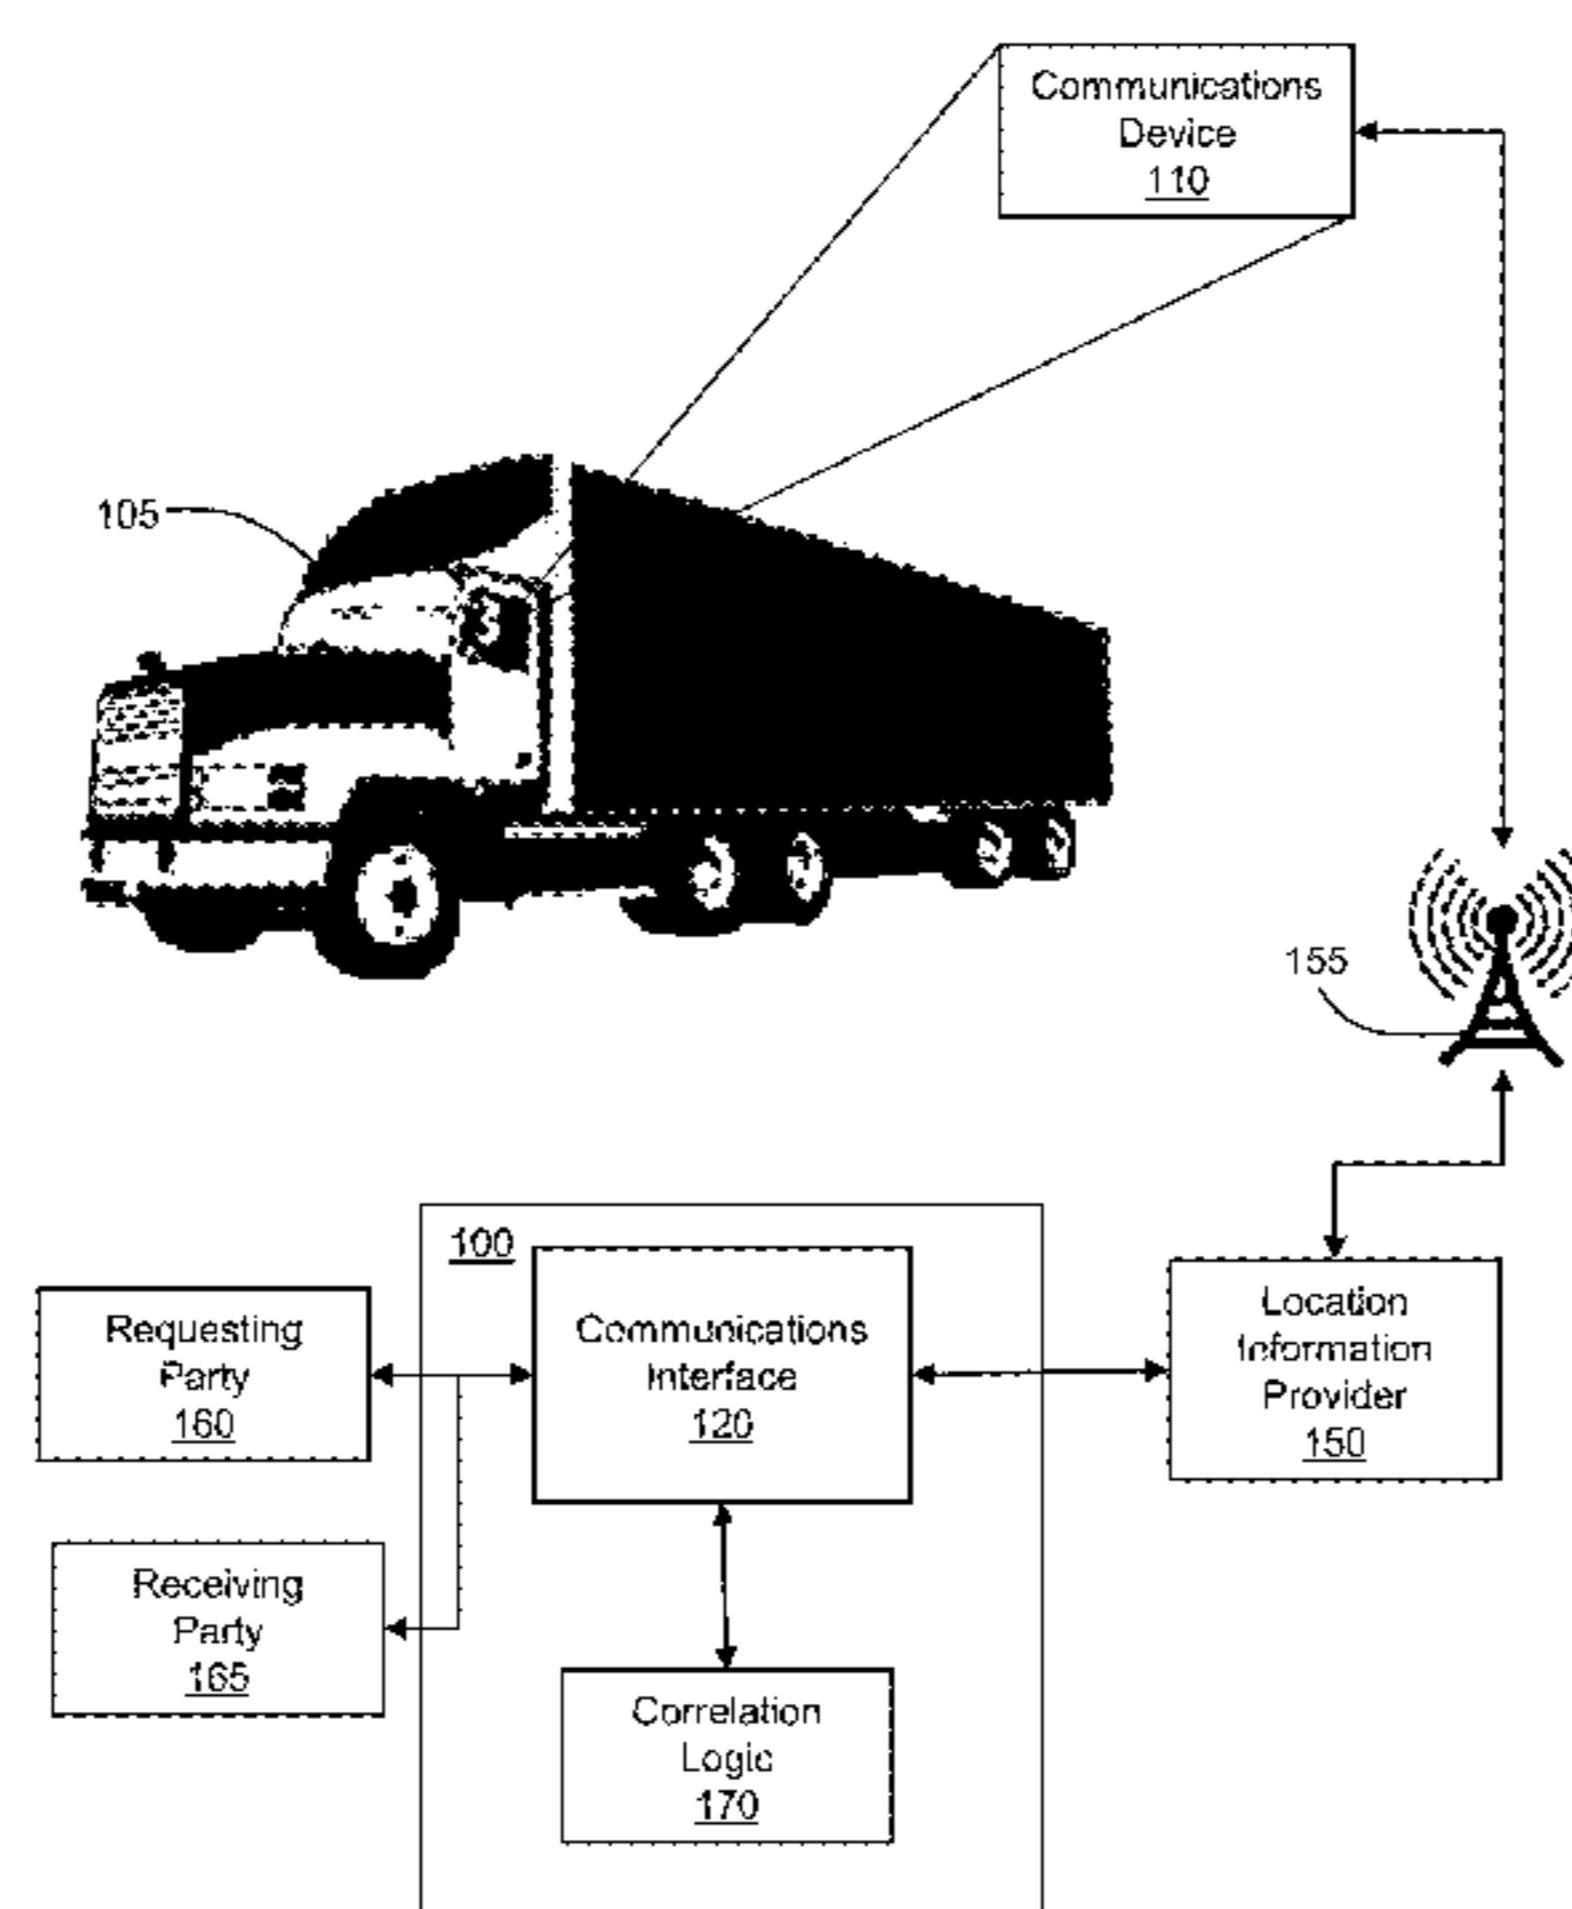 Communications
Device
110
105
155
100
Requesting
Party
160
Communications
Interface
120
Location
Information
Provider
150
Receiving
Party
165
Correlation
Logic
170